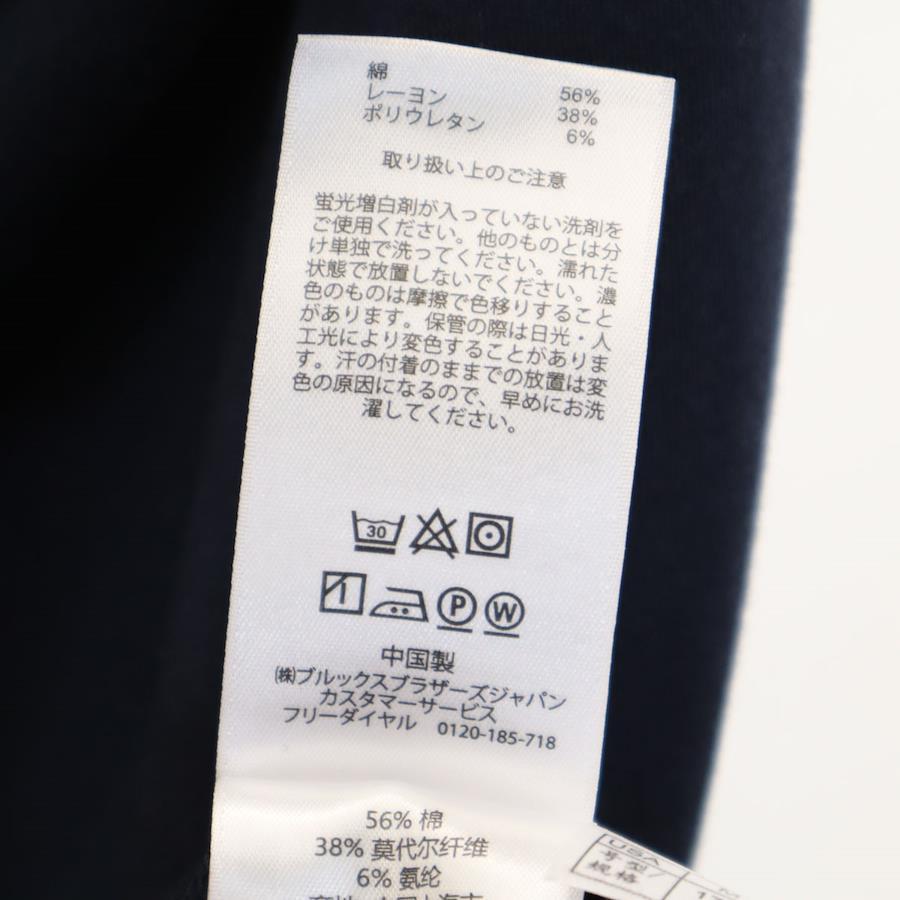 綿
レーヨン 56%
ポリウレタン 38%
6%
取り扱い上のご注意
蛍光増白剤が入っていない洗剤を
ご使用ください。他のものとは分
け単独で洗ってください。濡れた
状態で放置しないでください。濃
色のものは摩擦で色移りすること
があります。保管の際は日光・人
工光により変色することがありま
す。汗の付着のままでの放置は変
色の原因になるので、早めにお洗
濯してください。
30
P W
中国製
㈱ブルックスブラザーズジャパン
カスタマーサービス
フリーダイヤル 0120-185-718
56% 棉
38% 莫代尔纤维
6% 氨纶
USA
号型/
规格